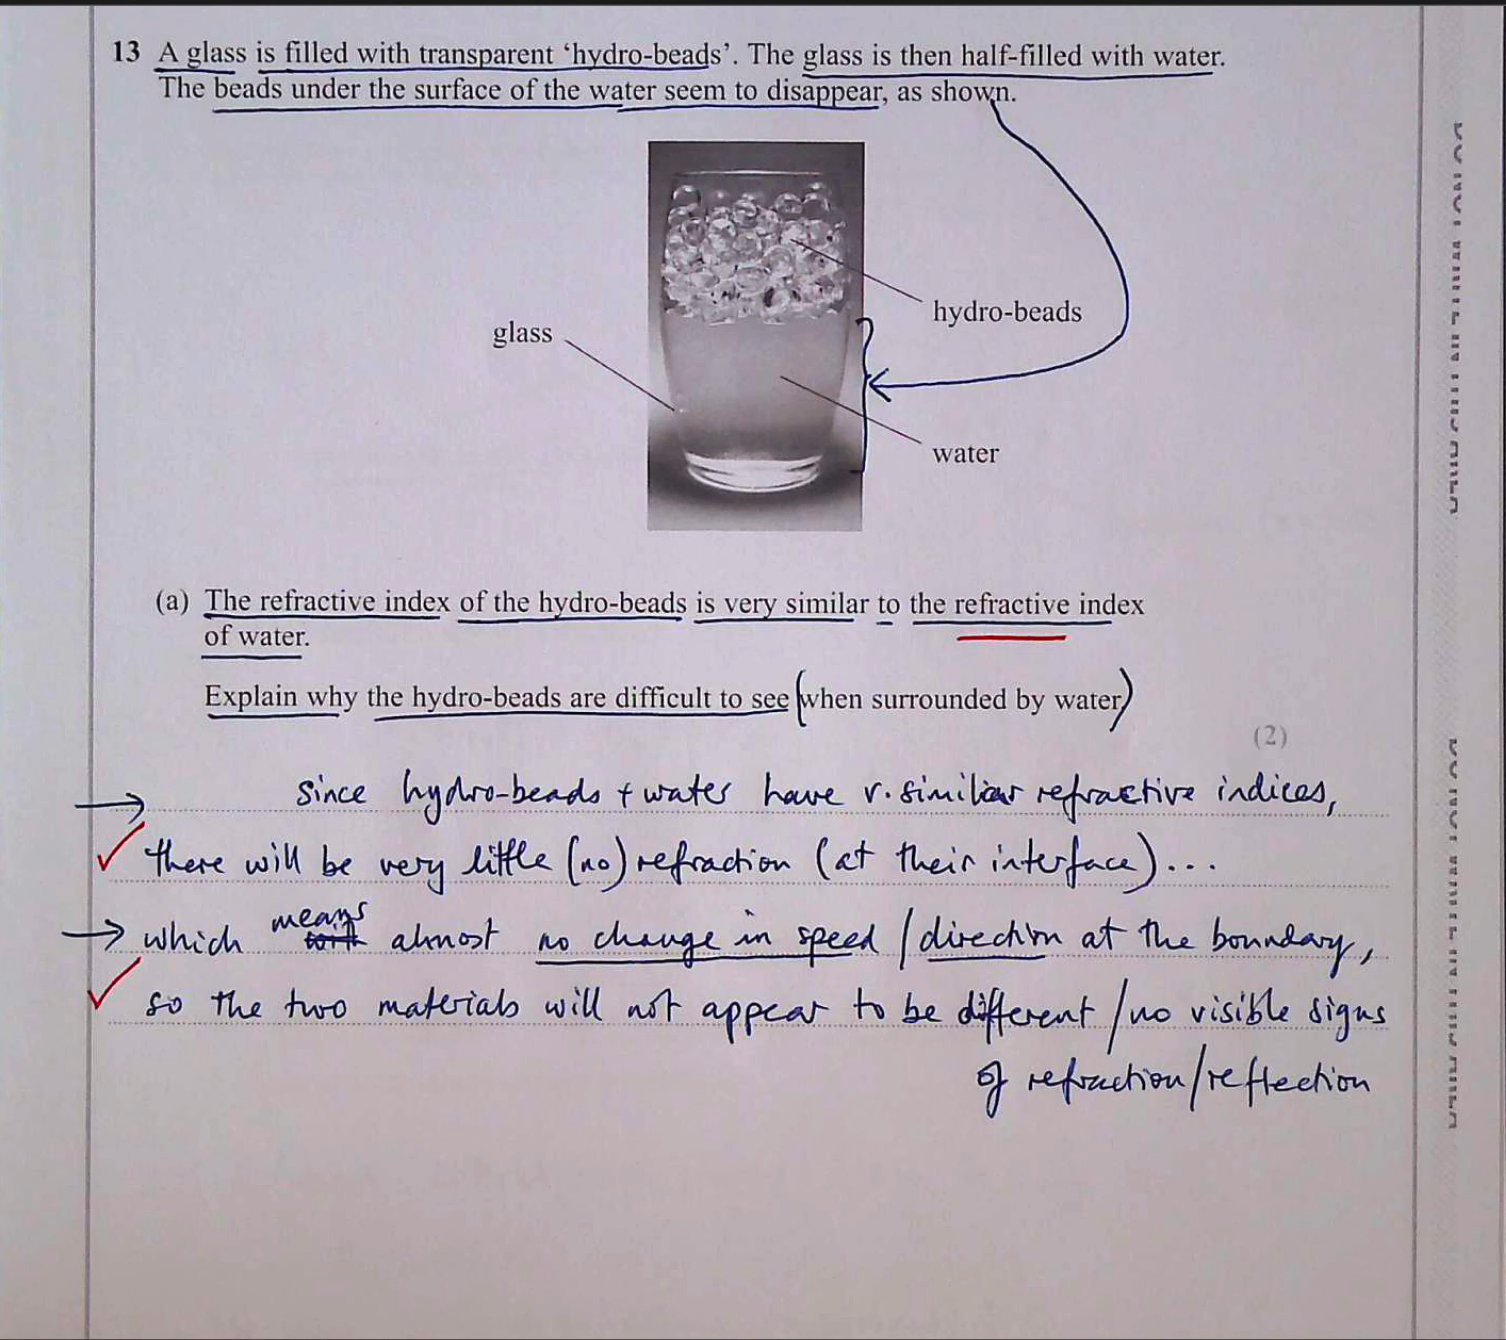 13 A glass is filled with transparent ‘hydro-beads’. The glass is then half-filled with water.
The beads under the surface of the water seem to disappear, as shown.
hydro-beads
glass
water
(a) The refractive index of the hydro-beads is very similar to the refractive index
of water.
Explain why the hydro-beads are difficult to see (when surrounded by water)
(2)
since hydro-beads + water have v. similiar refractive indices,
there will be very little (no) refraction (at their interface)...
means
which almost no change in speed / direction at the boundary,
so the two materials will not appear to be different / no visible signs
of refraction/reflection